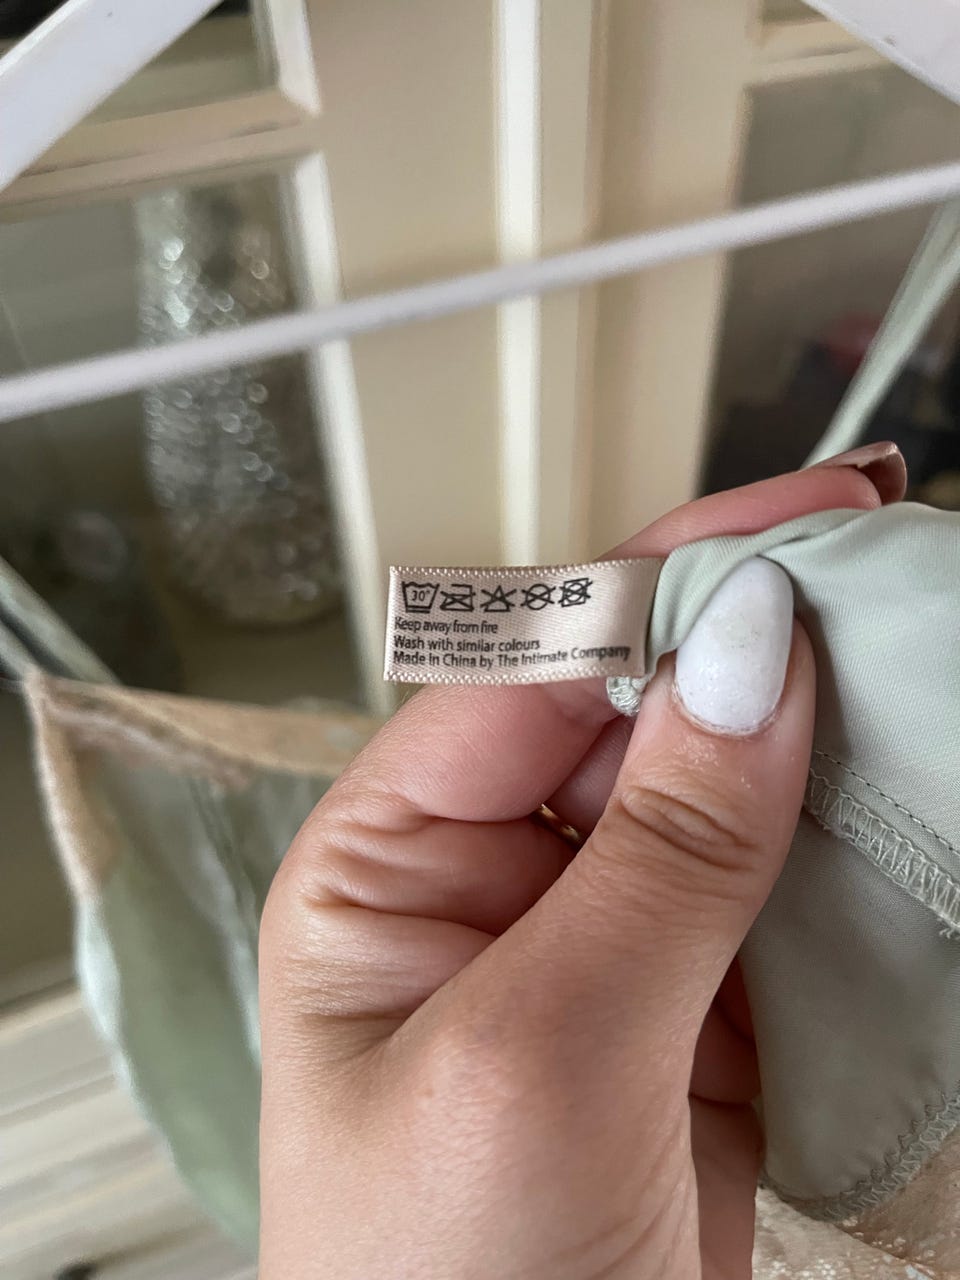 30°
Keep away from fire
Wash with similar colours
Made In China by The Intimate Company